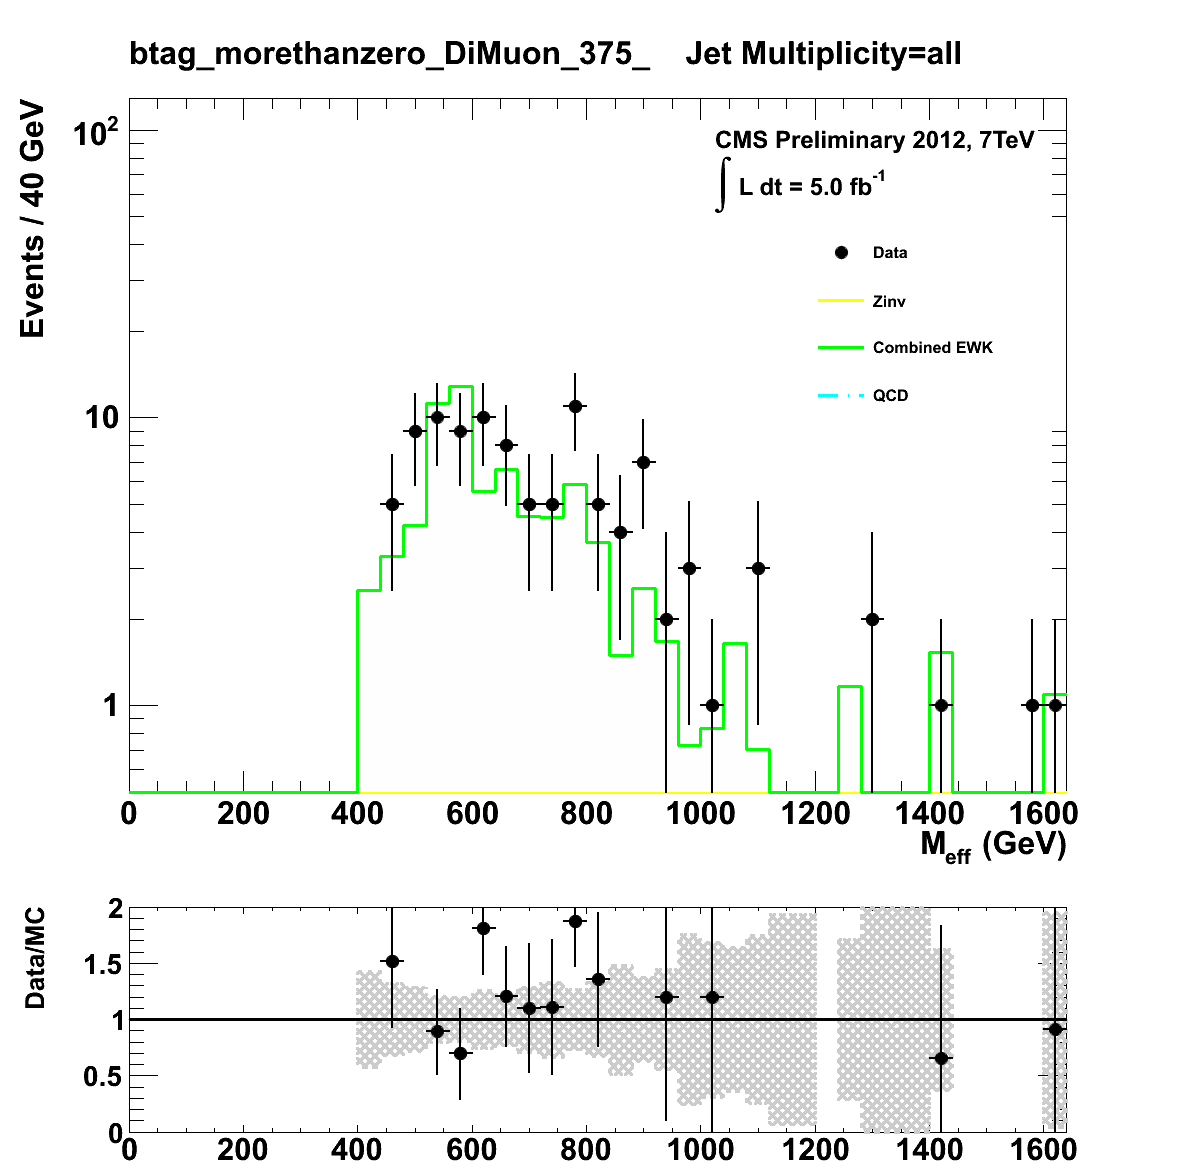 btag_morethanzero_DiMuon_375_ Jet Multiplicity=all
Events / 40 GeV
10²
10
1
CMS Preliminary 2012, 7TeV
∫ L dt = 5.0 fb⁻¹
Data
Zinv
Combined EWK
QCD
0 200 400 600 800 1000 1200 1400 1600
M_eff (GeV)
Data/MC
2
1.5
1
0.5
0
0 200 400 600 800 1000 1200 1400 1600